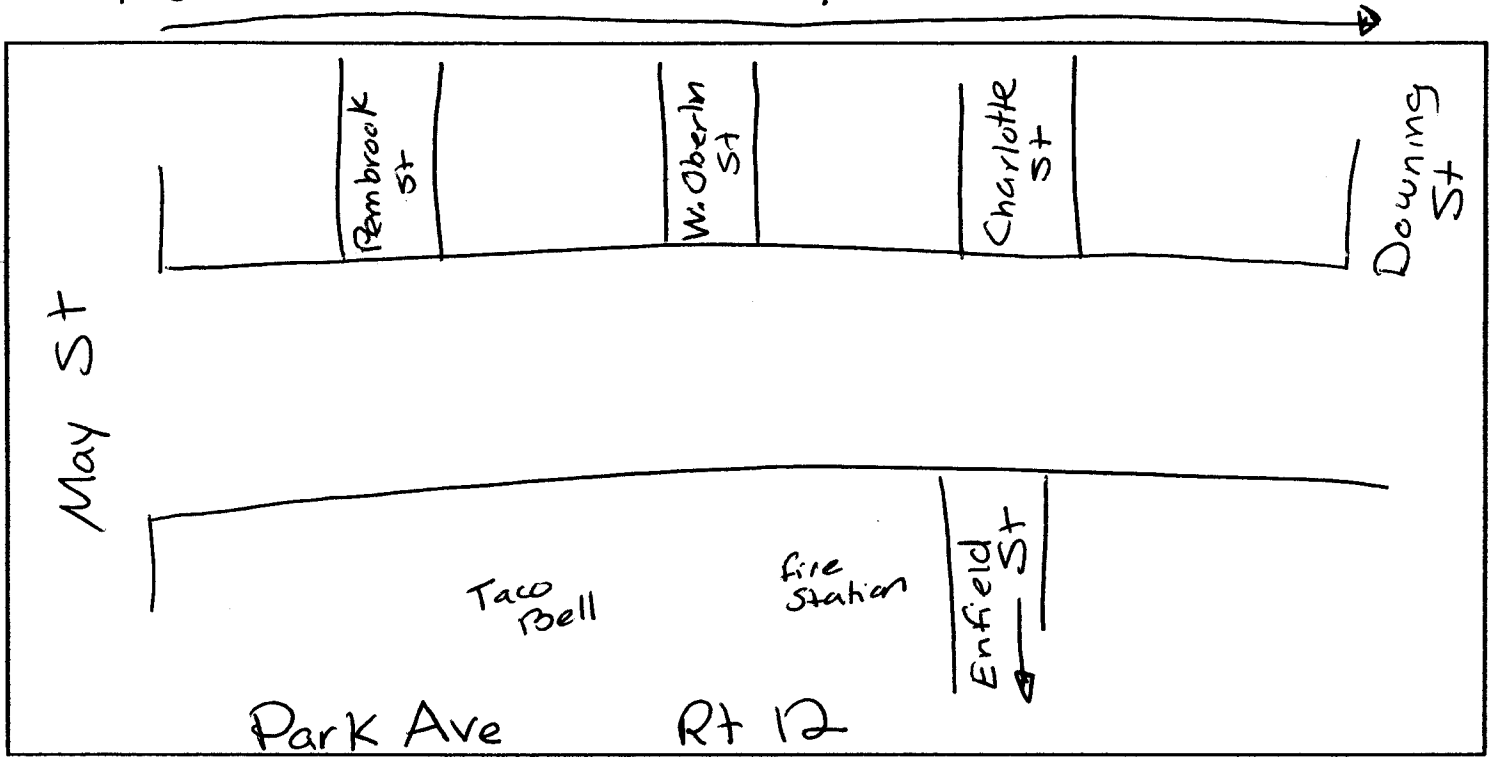 Pembrook
St
W. Oberln
St
Charlotte
St
Downing
St
May St
Taco
Bell
fire
Station
Enfield
St
Park Ave Rt 12